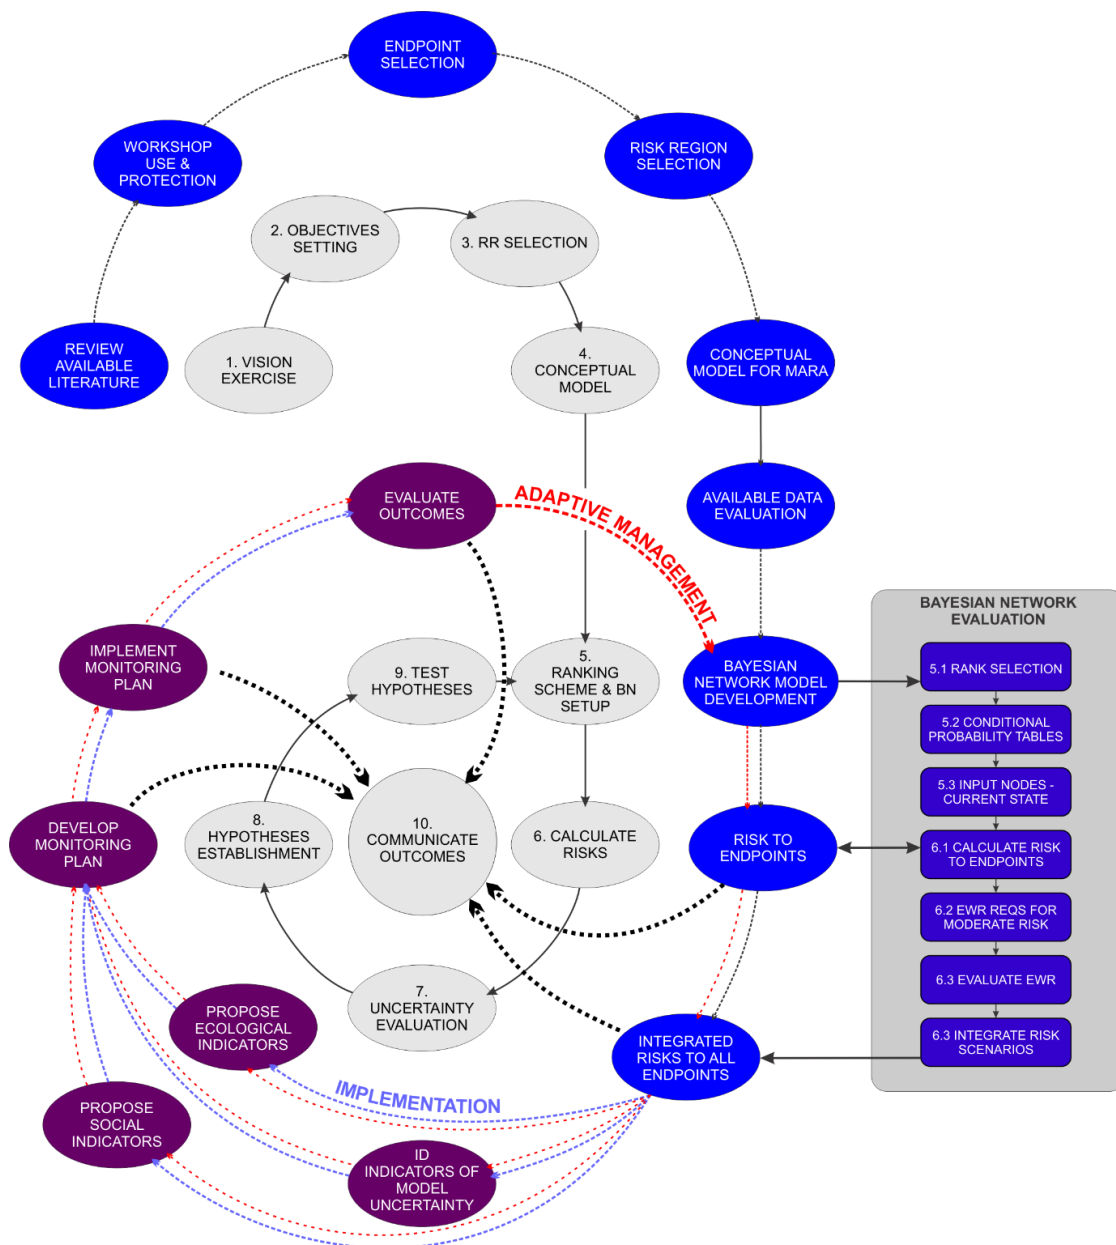 ENDPOINT
SELECTION
WORKSHOP
USE &
PROTECTION
RISK REGION
SELECTION
2. OBJECTIVES
SETTING
3. RR SELECTION
REVIEW
AVAILABLE
LITERATURE
1. VISION
EXERCISE
4.
CONCEPTUAL
MODEL
CONCEPTUAL
MODEL FOR MARA
EVALUATE
OUTCOMES
ADAPTIVE MANAGEMENT
AVAILABLE DATA
EVALUATION
BAYESIAN NETWORK
EVALUATION
IMPLEMENT
MONITORING
PLAN
9. TEST
HYPOTHESES
5.
RANKING
SCHEME & BN
SETUP
BAYESIAN
NETWORK MODEL
DEVELOPMENT
5.1 RANK SELECTION
5.2 CONDITIONAL
PROBABILITY TABLES
5.3 INPUT NODES -
CURRENT STATE
DEVELOP
MONITORING
PLAN
8.
HYPOTHESES
ESTABLISHMENT
10.
COMMUNICATE
OUTCOMES
6. CALCULATE
RISKS
RISK TO
ENDPOINTS
6.1 CALCULATE RISK
TO ENDPOINTS
6.2 EWR REQS FOR
MODERATE RISK
6.3 EVALUATE EWR
6.3 INTEGRATE RISK
SCENARIOS
7.
UNCERTAINTY
EVALUATION
PROPOSE
ECOLOGICAL
INDICATORS
INTEGRATED
RISKS TO ALL
ENDPOINTS
IMPLEMENTATION
PROPOSE
SOCIAL
INDICATORS
ID
INDICATORS OF
MODEL
UNCERTAINTY